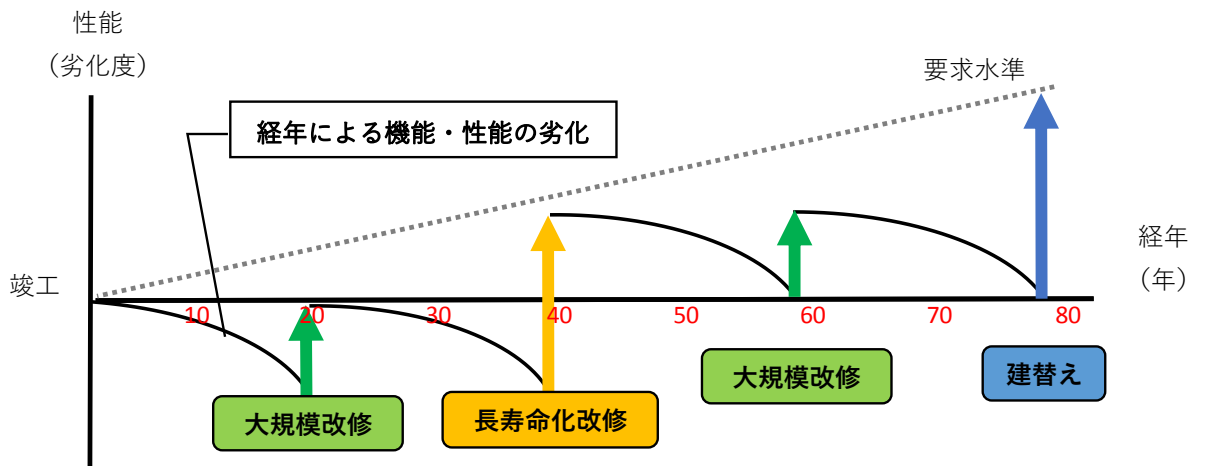 性能
（劣化度）
要求水準
経年による機能・性能の劣化
経年
（年）
竣工
10
20
30
40
50
60
70
80
大規模改修
長寿命化改修
大規模改修
建替え